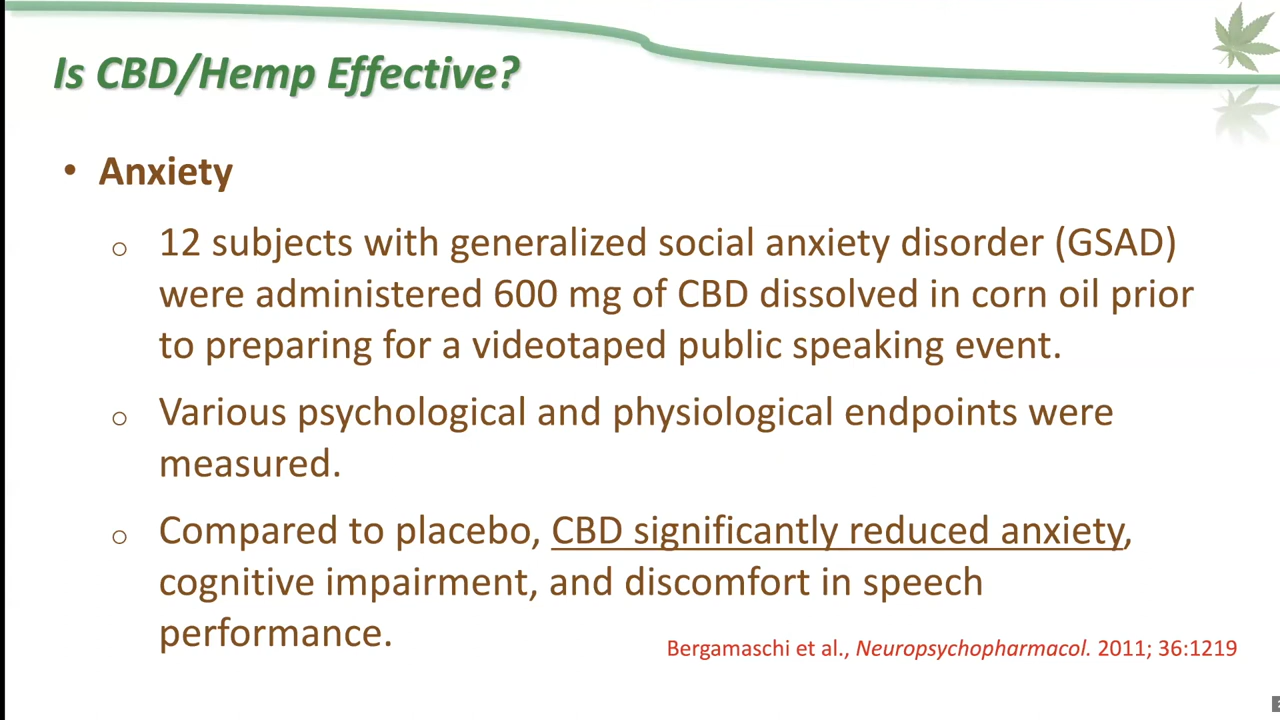 Is CBD/Hemp Effective?
• Anxiety
o 12 subjects with generalized social anxiety disorder (GSAD)
were administered 600 mg of CBD dissolved in corn oil prior
to preparing for a videotaped public speaking event.
o Various psychological and physiological endpoints were
measured.
o Compared to placebo, CBD significantly reduced anxiety,
cognitive impairment, and discomfort in speech
performance.
Bergamaschi et al., Neuropsychopharmacol. 2011; 36:1219